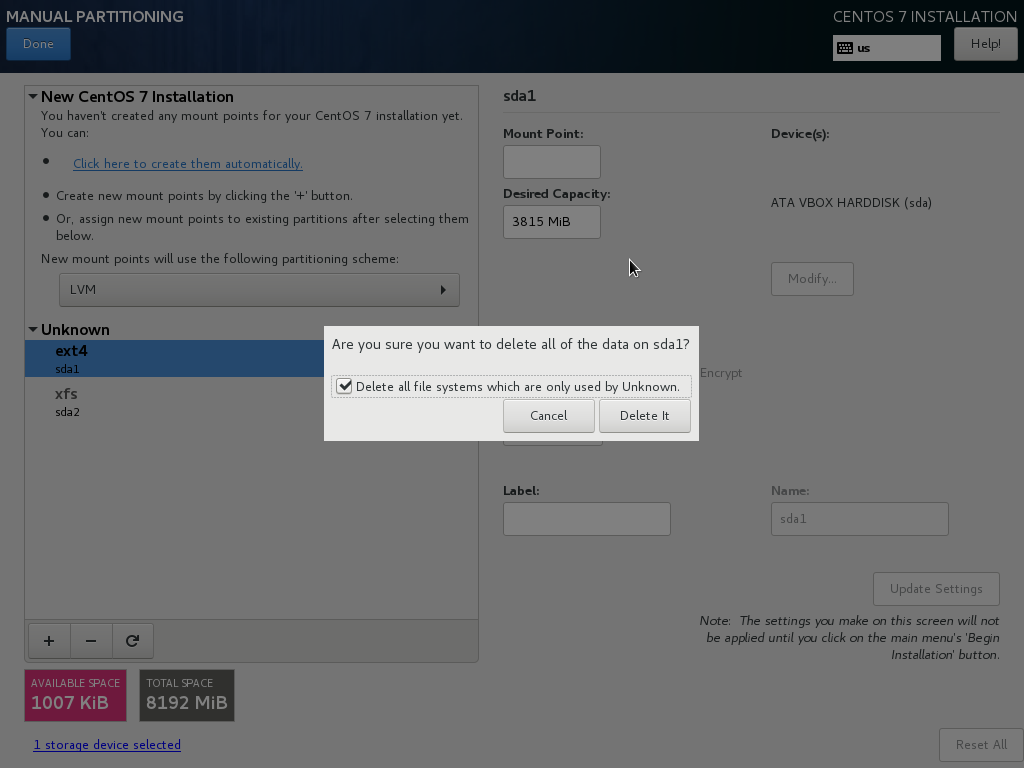 MANUAL PARTITIONING
CENTOS 7 INSTALLATION
Done
us
Help!
New CentOS 7 Installation
You haven't created any mount points for your CentOS 7 installation yet.
You can:
• Click here to create them automatically.
• Create new mount points by clicking the '+' button.
• Or, assign new mount points to existing partitions after selecting them
below.
New mount points will use the following partitioning scheme:
LVM
Unknown
ext4
sda1
xfs
sda2
sda1
Mount Point:
Device(s):
Desired Capacity:
3815 MiB
ATA VBOX HARDDISK (sda)
Modify...
Are you sure you want to delete all of the data on sda1?
Delete all file systems which are only used by Unknown.
Cancel
Delete It
Encrypt
Label:
Name:
sda1
Update Settings
Note: The settings you make on this screen will not
be applied until you click on the main menu's 'Begin
Installation' button.
+
−
AVAILABLE SPACE
1007 KiB
TOTAL SPACE
8192 MiB
1 storage device selected
Reset All